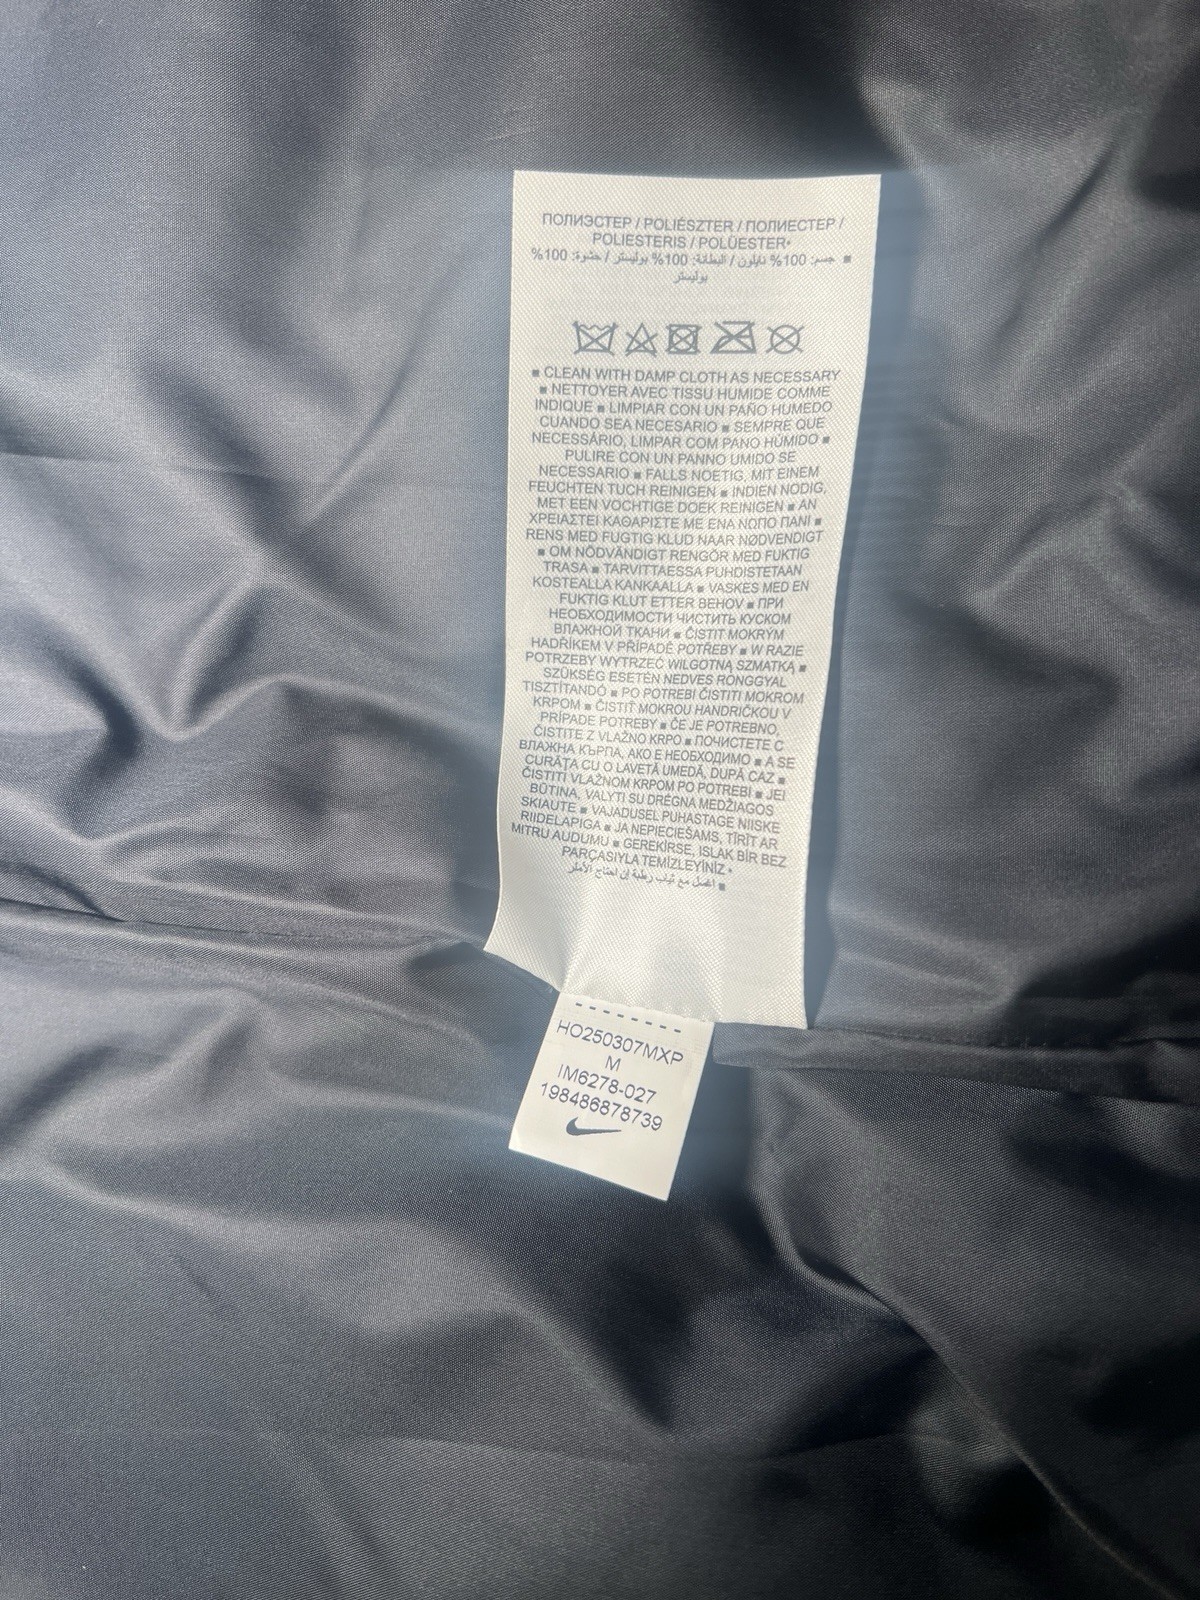 ПОЛИЭСТЕР / POLIÉSZTER / ПОЛИЕСТЕР /
POLIESTERIS / POLÜESTER*
■ جسم: 100% نايلون / البطانة: 100% بوليستر / حشوة: 100%
بوليستر
■ CLEAN WITH DAMP CLOTH AS NECESSARY
■ NETTOYER AVEC TISSU HUMIDE COMME
INDIQUE ■ LIMPIAR CON UN PAÑO HUMEDO
CUANDO SEA NECESARIO ■ SEMPRE QUE
NECESSÁRIO, LIMPAR COM PANO HÚMIDO ■
PULIRE CON UN PANNO UMIDO SE
NECESSARIO ■ FALLS NOETIG, MIT EINEM
FEUCHTEN TUCH REINIGEN ■ INDIEN NODIG,
MET EEN VOCHTIGE DOEK REINIGEN ■ ΑΝ
ΧΡΕΙΑΣΤΕΙ ΚΑΘΑΡΙΣΤΕ ΜΕ ΕΝΑ ΝΩΠΟ ΠΑΝΙ ■
RENS MED FUGTIG KLUD NAAR NØDVENDIGT
■ OM NÖDVÄNDIGT RENGÖR MED FUKTIG
TRASA ■ TARVITTAESSA PUHDISTETAAN
KOSTEALLA KANKAALLA ■ VASKES MED EN
FUKTIG KLUT ETTER BEHOV ■ ПРИ
НЕОБХОДИМОСТИ ЧИСТИТЬ КУСКОМ
ВЛАЖНОЙ ТКАНИ ■ ČISTIT MOKRÝM
HADŘÍKEM V PŘÍPADĚ POTŘEBY ■ W RAZIE
POTRZEBY WYTRZEĆ WILGOTNĄ SZMATKĄ ■
SZÜKSÉG ESETÉN NEDVES RONGGYAL
TISZTÍTANDÓ ■ PO POTREBI ČISTITI MOKROM
KRPOM ■ ČISTIŤ MOKROU HANDRIČKOU V
PRÍPADE POTREBY ■ ČE JE POTREBNO,
ČISTITE Z VLAŽNO KRPO ■ ПОЧИСТЕТЕ С
ВЛАЖНА КЪРПА, АКО Е НЕОБХОДИМО ■ A SE
CURĂȚA CU O LAVETĂ UMEDĂ, DUPĂ CAZ ■
ČISTITI VLAŽNOM KRPOM PO POTREBI ■ JEI
BŪTINA, VALYTI SU DRĖGNA MEDŽIAGOS
SKIAUTE ■ VAJADUSEL PUHASTAGE NIISKE
RIIDELAPIGA ■ JA NEPIECIEŠAMS, TĪRĪT AR
MITRU AUDUMU ■ GEREKİRSE, ISLAK BİR BEZ
PARÇASIYLA TEMİZLEYİNİZ *
■ اغسل مع ثياب رطبة إن احتاج الأمر
HO250307MXP
M
IM6278-027
198486878739